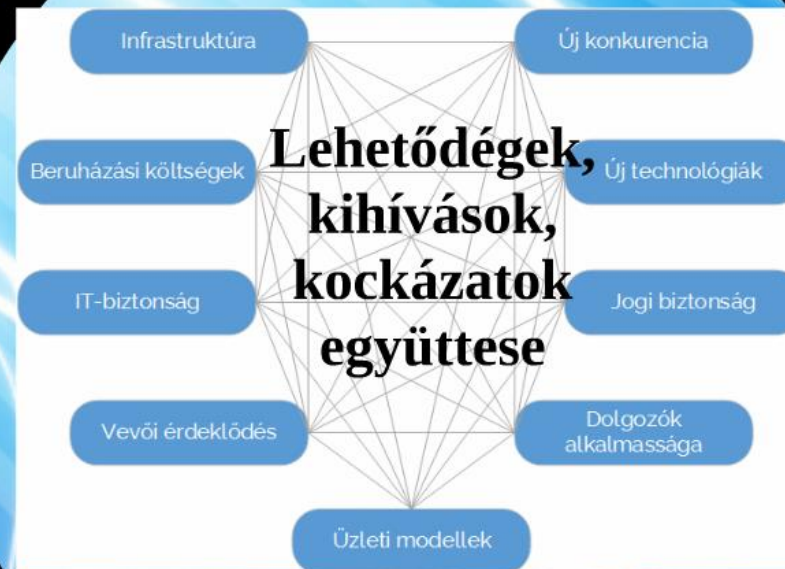 Infrastruktúra
Új konkurencia
Beruházási költségek
Új technológiák
Lehetődégek,
kihívások,
kockázatok
együttese
IT-biztonság
Jogi biztonság
Vevői érdeklődés
Dolgozók
alkalmassága
Üzleti modellek